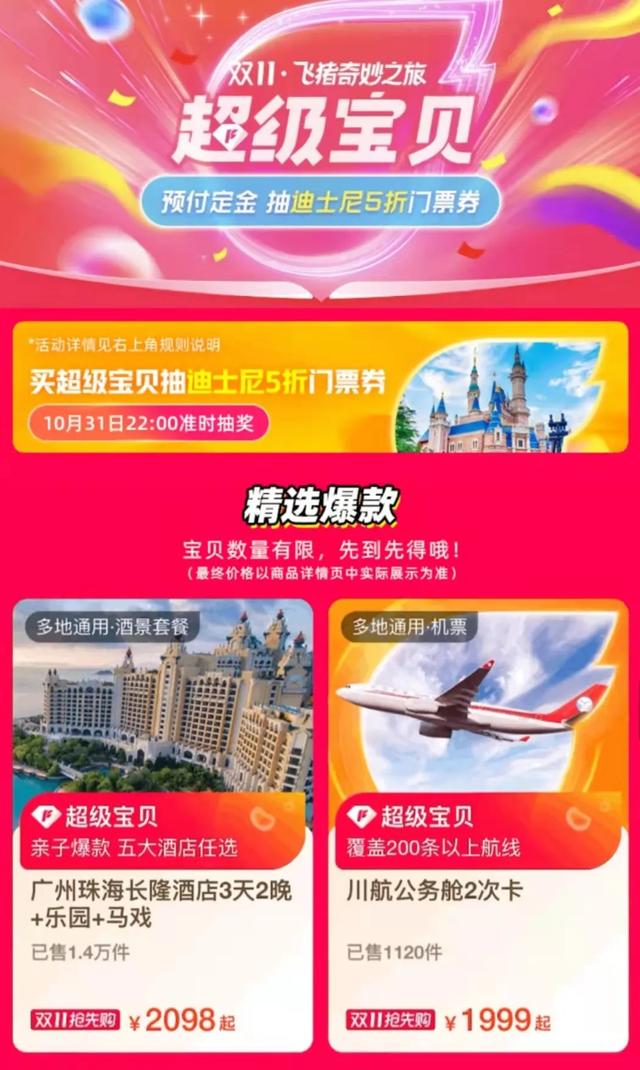 双11·飞猪奇妙之旅
超级宝贝
预付定金 抽迪士尼5折门票券
*活动详情见右上角规则说明
买超级宝贝抽迪士尼5折门票券
10月31日22:00准时抽奖
精选爆款
宝贝数量有限，先到先得哦！
（最终价格以商品详情页中实际展示为准）
多地通用·酒景套餐
超级宝贝
亲子爆款 五大酒店任选
广州珠海长隆酒店3天2晚
+乐园+马戏
已售1.4万件
双11抢先购 ¥2098起
多地通用·机票
超级宝贝
覆盖200条以上航线
川航公务舱2次卡
已售1120件
双11抢先购 ¥1999起